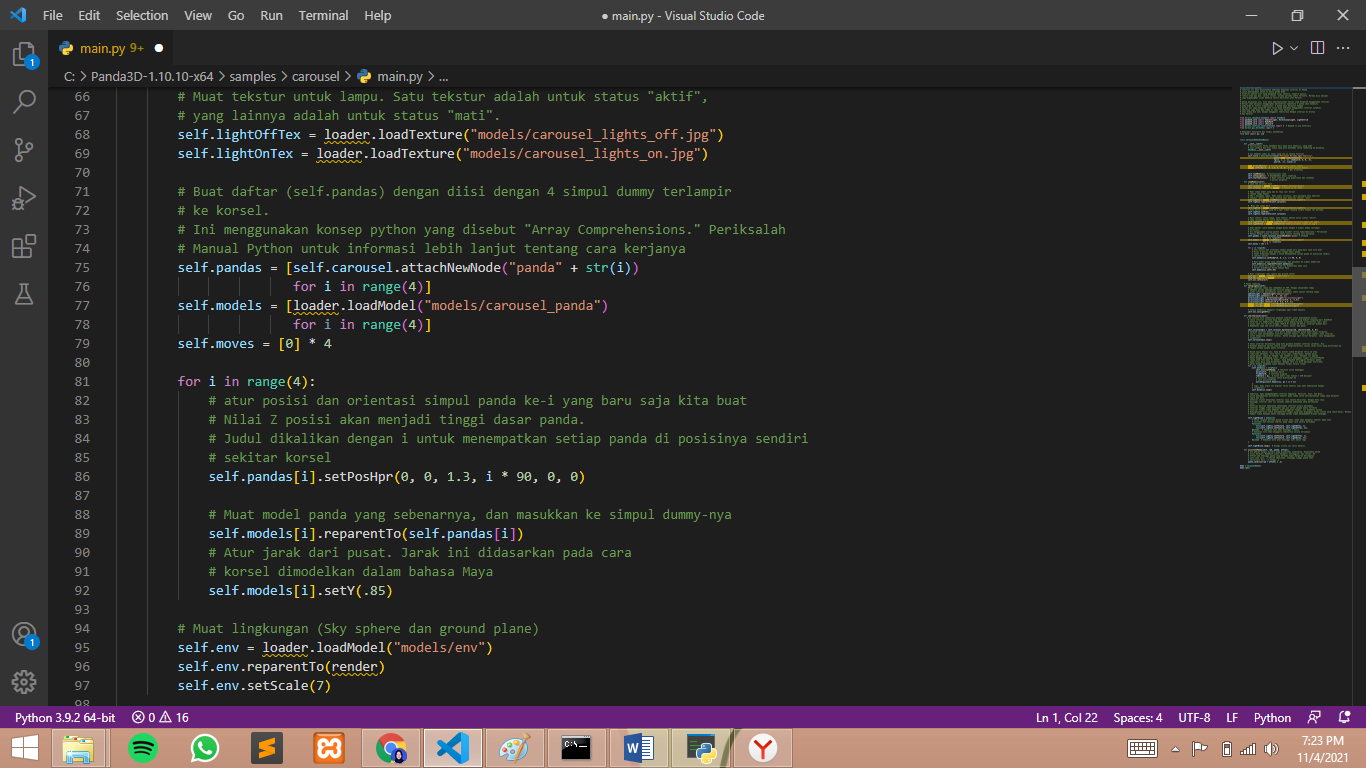 File Edit Selection View Go Run Terminal Help ● main.py - Visual Studio Code
main.py 9+ ●
C: > Panda3D-1.10.10-x64 > samples > carousel > main.py > ...
66 # Muat tekstur untuk lampu. Satu tekstur adalah untuk status "aktif",
67 # yang lainnya adalah untuk status "mati".
68 self.lightOffTex = loader.loadTexture("models/carousel_lights_off.jpg")
69 self.lightOnTex = loader.loadTexture("models/carousel_lights_on.jpg")
70
71 # Buat daftar (self.pandas) dengan diisi dengan 4 simpul dummy terlampir
72 # ke korsel.
73 # Ini menggunakan konsep python yang disebut "Array Comprehensions." Periksalah
74 # Manual Python untuk informasi lebih lanjut tentang cara kerjanya
75 self.pandas = [self.carousel.attachNewNode("panda" + str(i))
76 for i in range(4)]
77 self.models = [loader.loadModel("models/carousel_panda")
78 for i in range(4)]
79 self.moves = [0] * 4
80
81 for i in range(4):
82 # atur posisi dan orientasi simpul panda ke-i yang baru saja kita buat
83 # Nilai Z posisi akan menjadi tinggi dasar panda.
84 # Judul dikalikan dengan i untuk menempatkan setiap panda di posisinya sendiri
85 # sekitar korsel
86 self.pandas[i].setPosHpr(0, 0, 1.3, i * 90, 0, 0)
87
88 # Muat model panda yang sebenarnya, dan masukkan ke simpul dummy-nya
89 self.models[i].reparentTo(self.pandas[i])
90 # Atur jarak dari pusat. Jarak ini didasarkan pada cara
91 # korsel dimodelkan dalam bahasa Maya
92 self.models[i].setY(.85)
93
94 # Muat lingkungan (Sky sphere dan ground plane)
95 self.env = loader.loadModel("models/env")
96 self.env.reparentTo(render)
97 self.env.setScale(7)
98
1
1
Python 3.9.2 64-bit 0 16 Ln 1, Col 22 Spaces: 4 UTF-8 LF Python
7:23 PM
11/4/2021